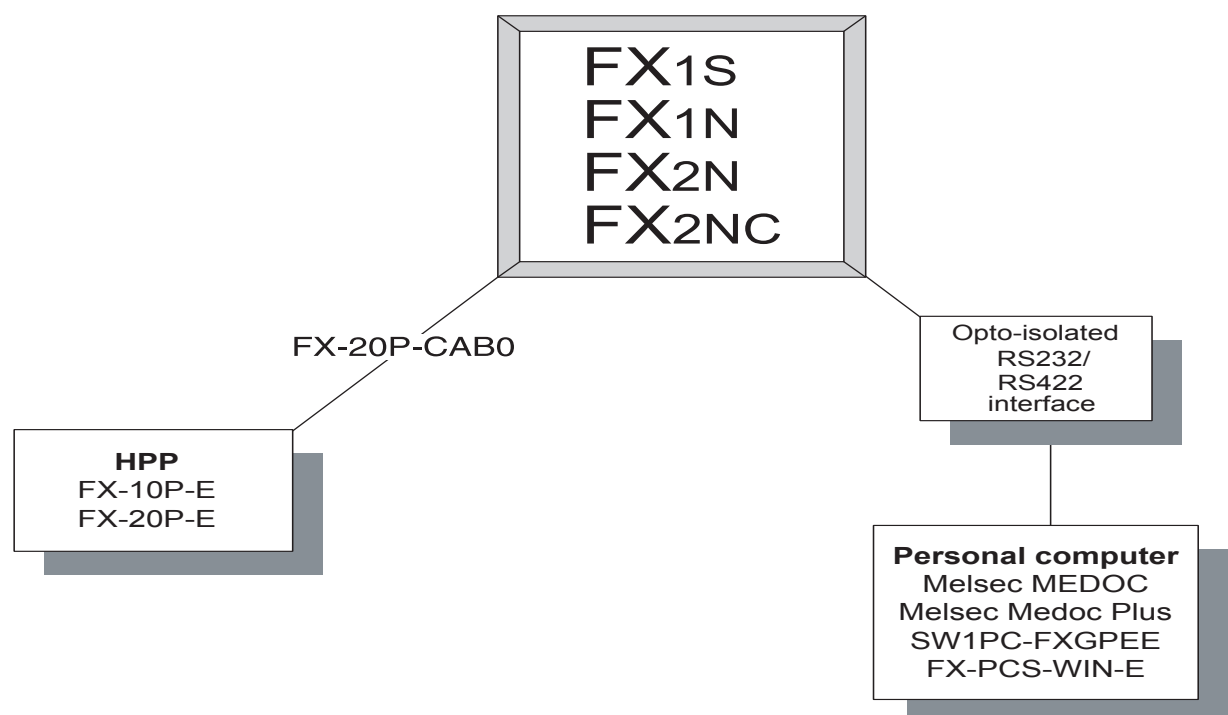 FX1S
FX1N
FX2N
FX2NC
FX-20P-CAB0
Opto-isolated
RS232/
RS422
interface
HPP
FX-10P-E
FX-20P-E
Personal computer
Melsec MEDOC
Melsec Medoc Plus
SW1PC-FXGPEE
FX-PCS-WIN-E